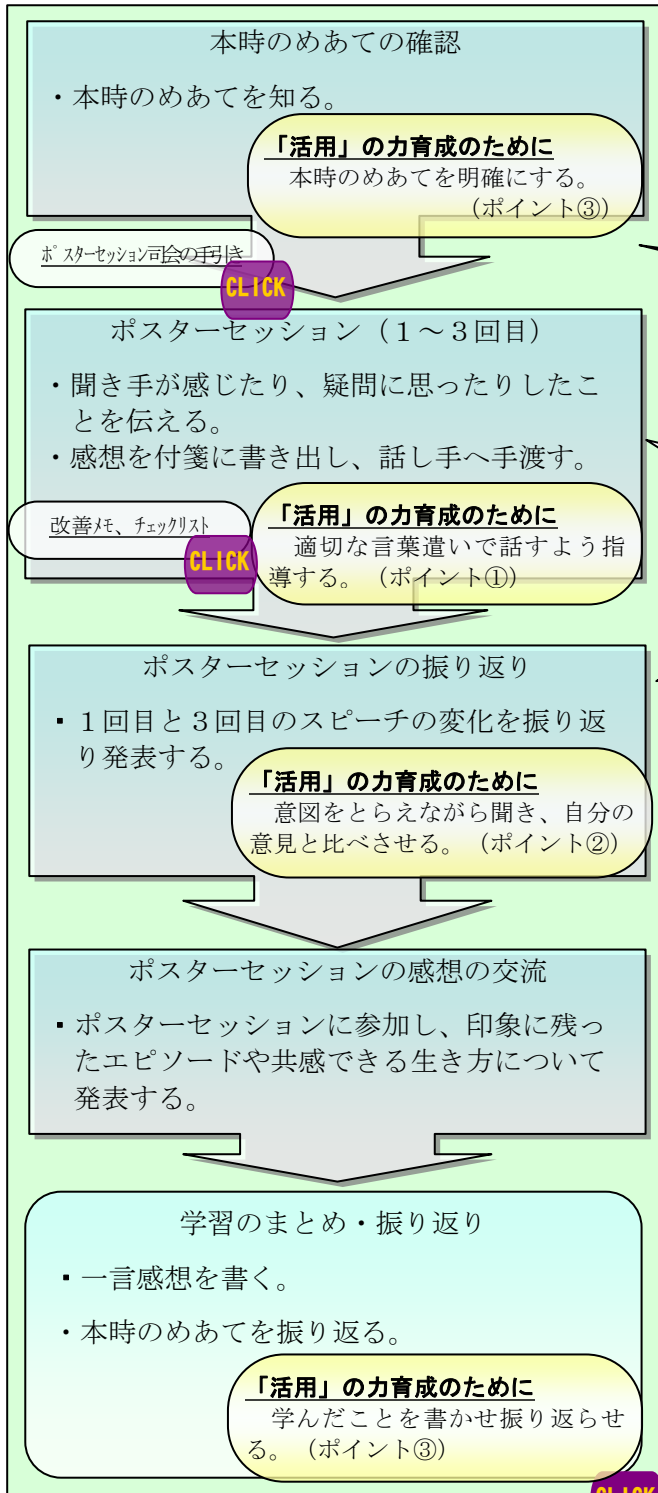 本時のめあての確認
・本時のめあてを知る。
「活用」の力育成のために
本時のめあてを明確にする。
(ポイント③)
ポスターセッション司会の手引き
CLICK
ポスターセッション（１～３回目）
・聞き手が感じたり、疑問に思ったりしたこ
とを伝える。
・感想を付箋に書き出し、話し手へ手渡す。
改善メモ、チェックリスト
CLICK
「活用」の力育成のために
適切な言葉遣いで話すよう指
導する。（ポイント①）
ポスターセッションの振り返り
・１回目と３回目のスピーチの変化を振り返
り発表する。
「活用」の力育成のために
意図をとらえながら聞き、自分の
意見と比べさせる。（ポイント②）
ポスターセッションの感想の交流
・ポスターセッションに参加し、印象に残っ
たエピソードや共感できる生き方について
発表する。
学習のまとめ・振り返り
・一言感想を書く。
・本時のめあてを振り返る。
「活用」の力育成のために
学んだことを書かせ振り返らせ
る。（ポイント③）
CLICK